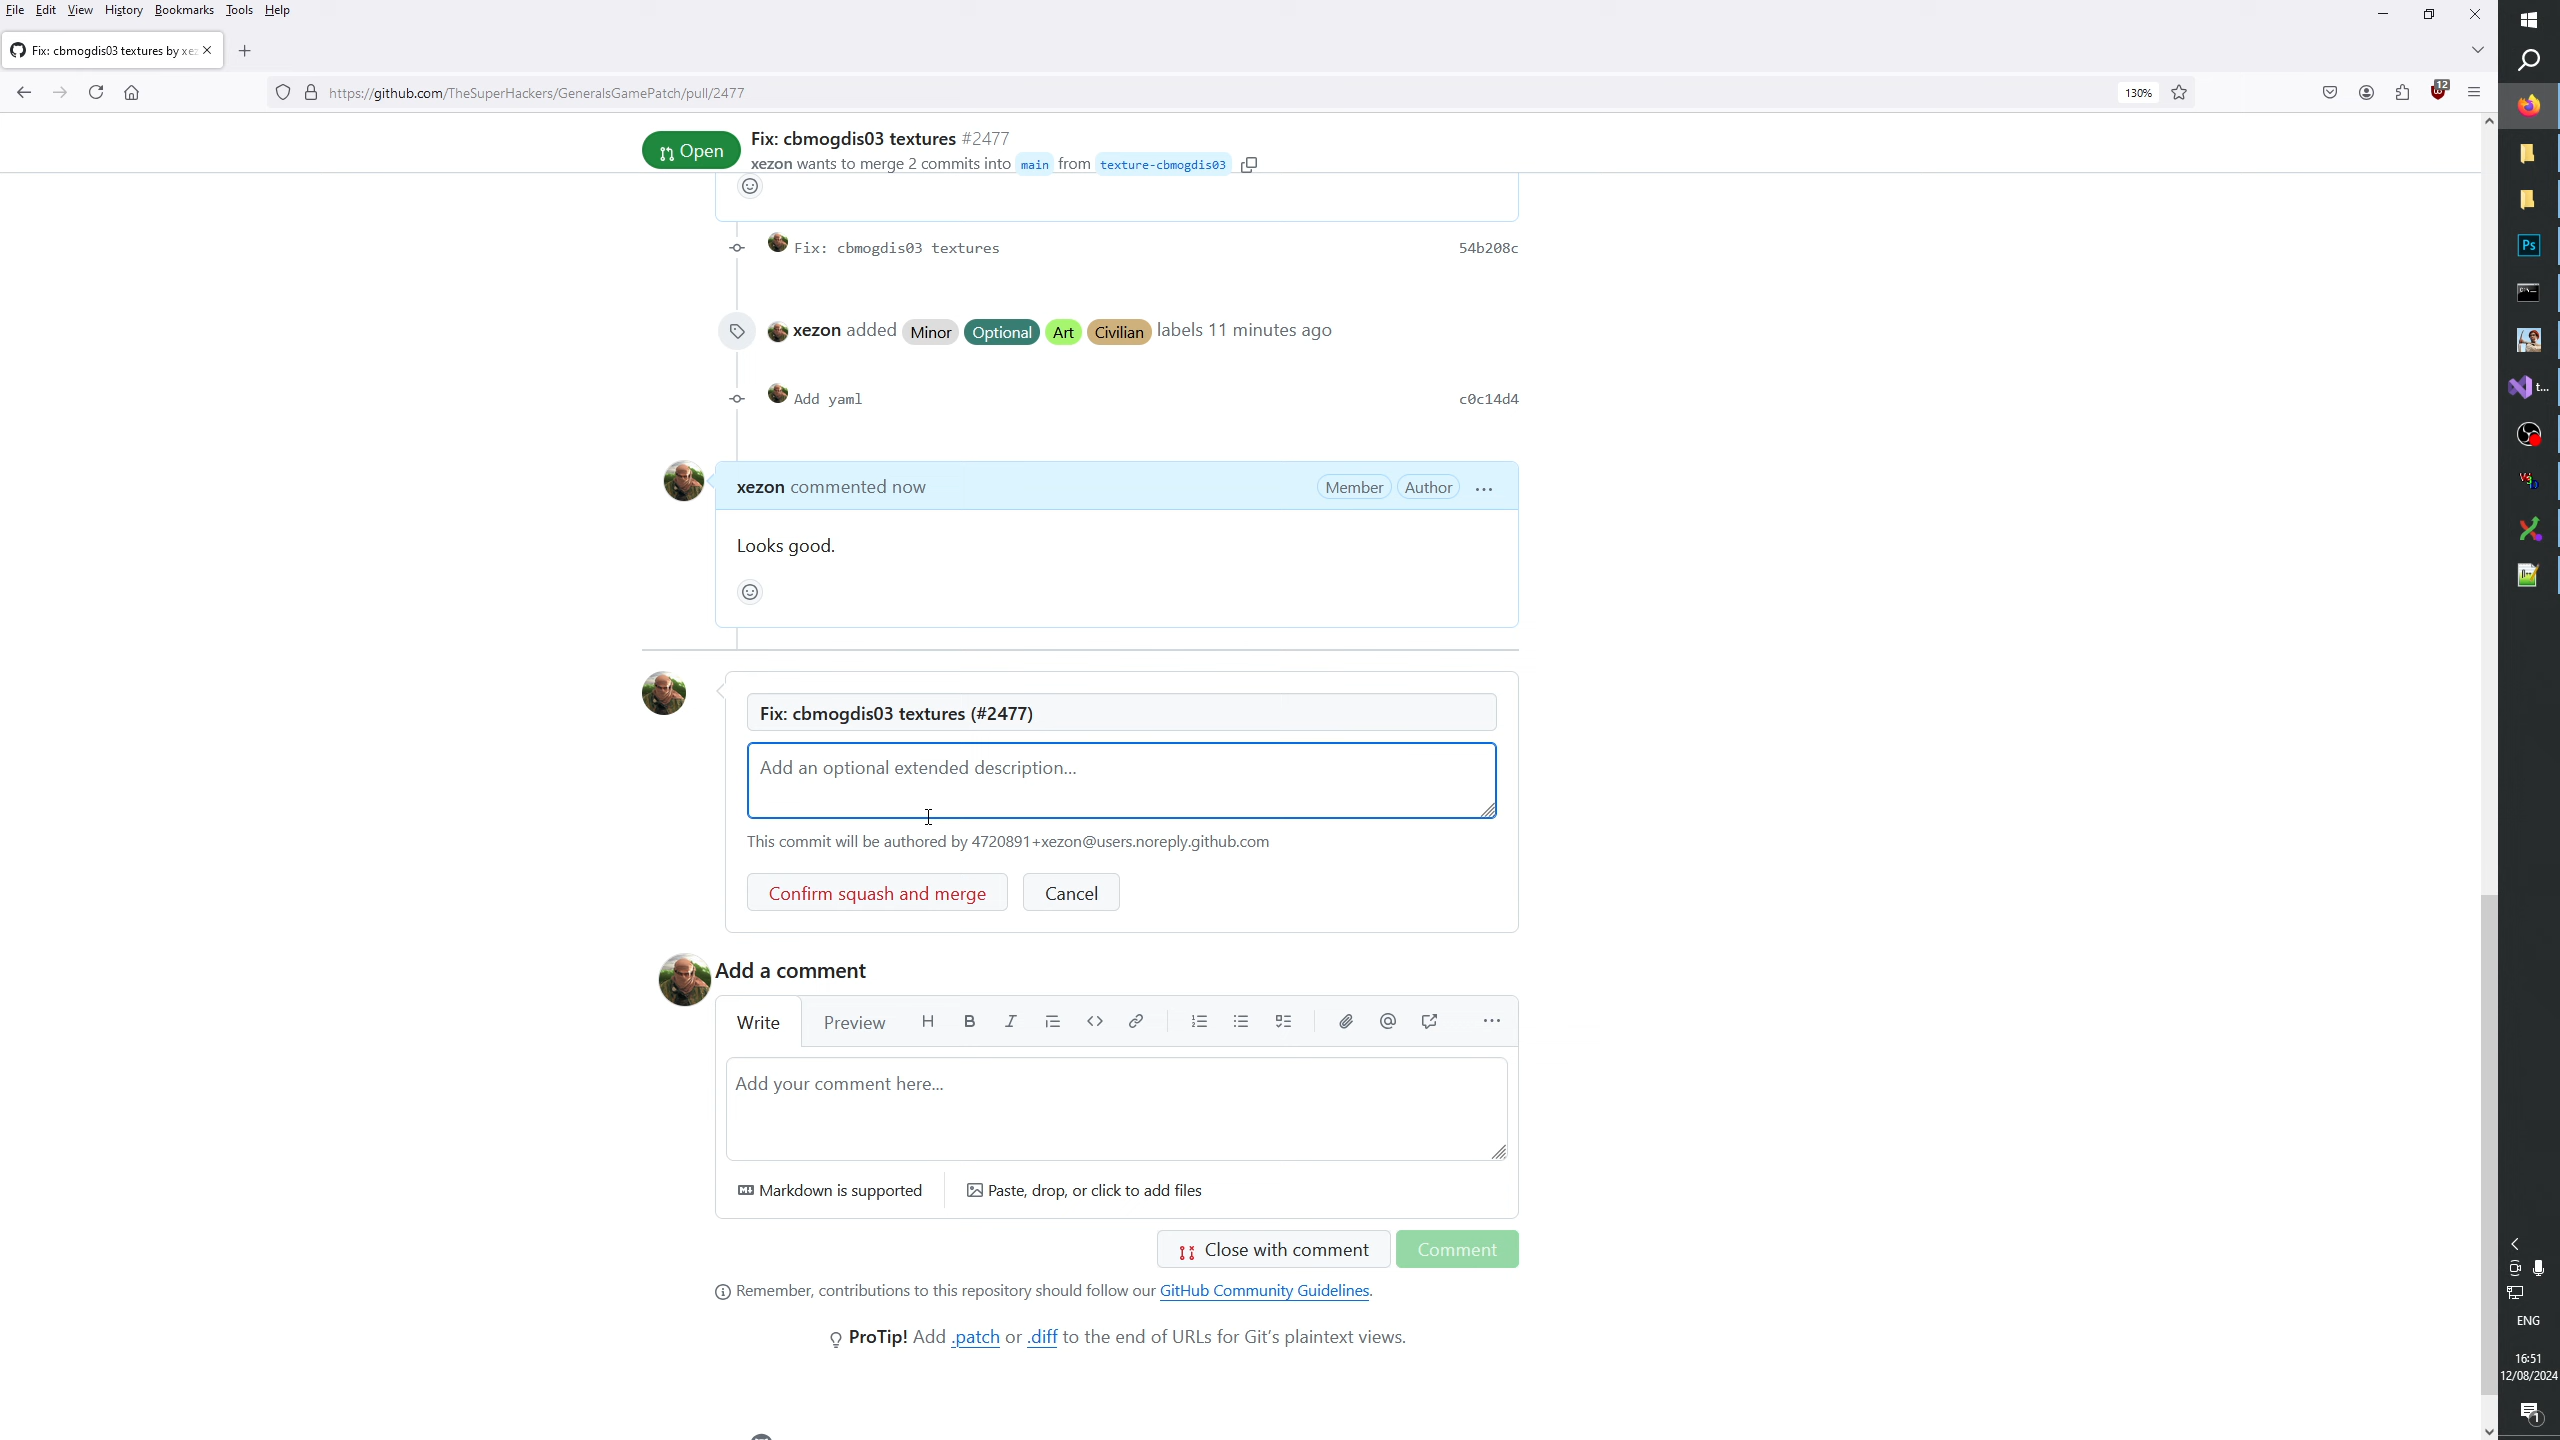 File Edit View History Bookmarks Tools Help
Fix: cbmogdis03 textures by xez
https://github.com/TheSuperHackers/GeneralsGamePatch/pull/2477
130%
12
Open
Fix: cbmogdis03 textures #2477
xezon wants to merge 2 commits into main from texture-cbmogdis03
Fix: cbmogdis03 textures 54b208c
xezon added Minor Optional Art Civilian labels 11 minutes ago
Add yaml c0c14d4
xezon commented now Member Author
Looks good.
Fix: cbmogdis03 textures (#2477)
Add an optional extended description...
This commit will be authored by 4720891+xezon@users.noreply.github.com
Confirm squash and merge Cancel
Add a comment
Write Preview H B I
Add your comment here...
Markdown is supported Paste, drop, or click to add files
Close with comment Comment
Remember, contributions to this repository should follow our GitHub Community Guidelines.
ProTip! Add .patch or .diff to the end of URLs for Git's plaintext views.
Ps
t...
ENG
16:51
12/08/2024
1